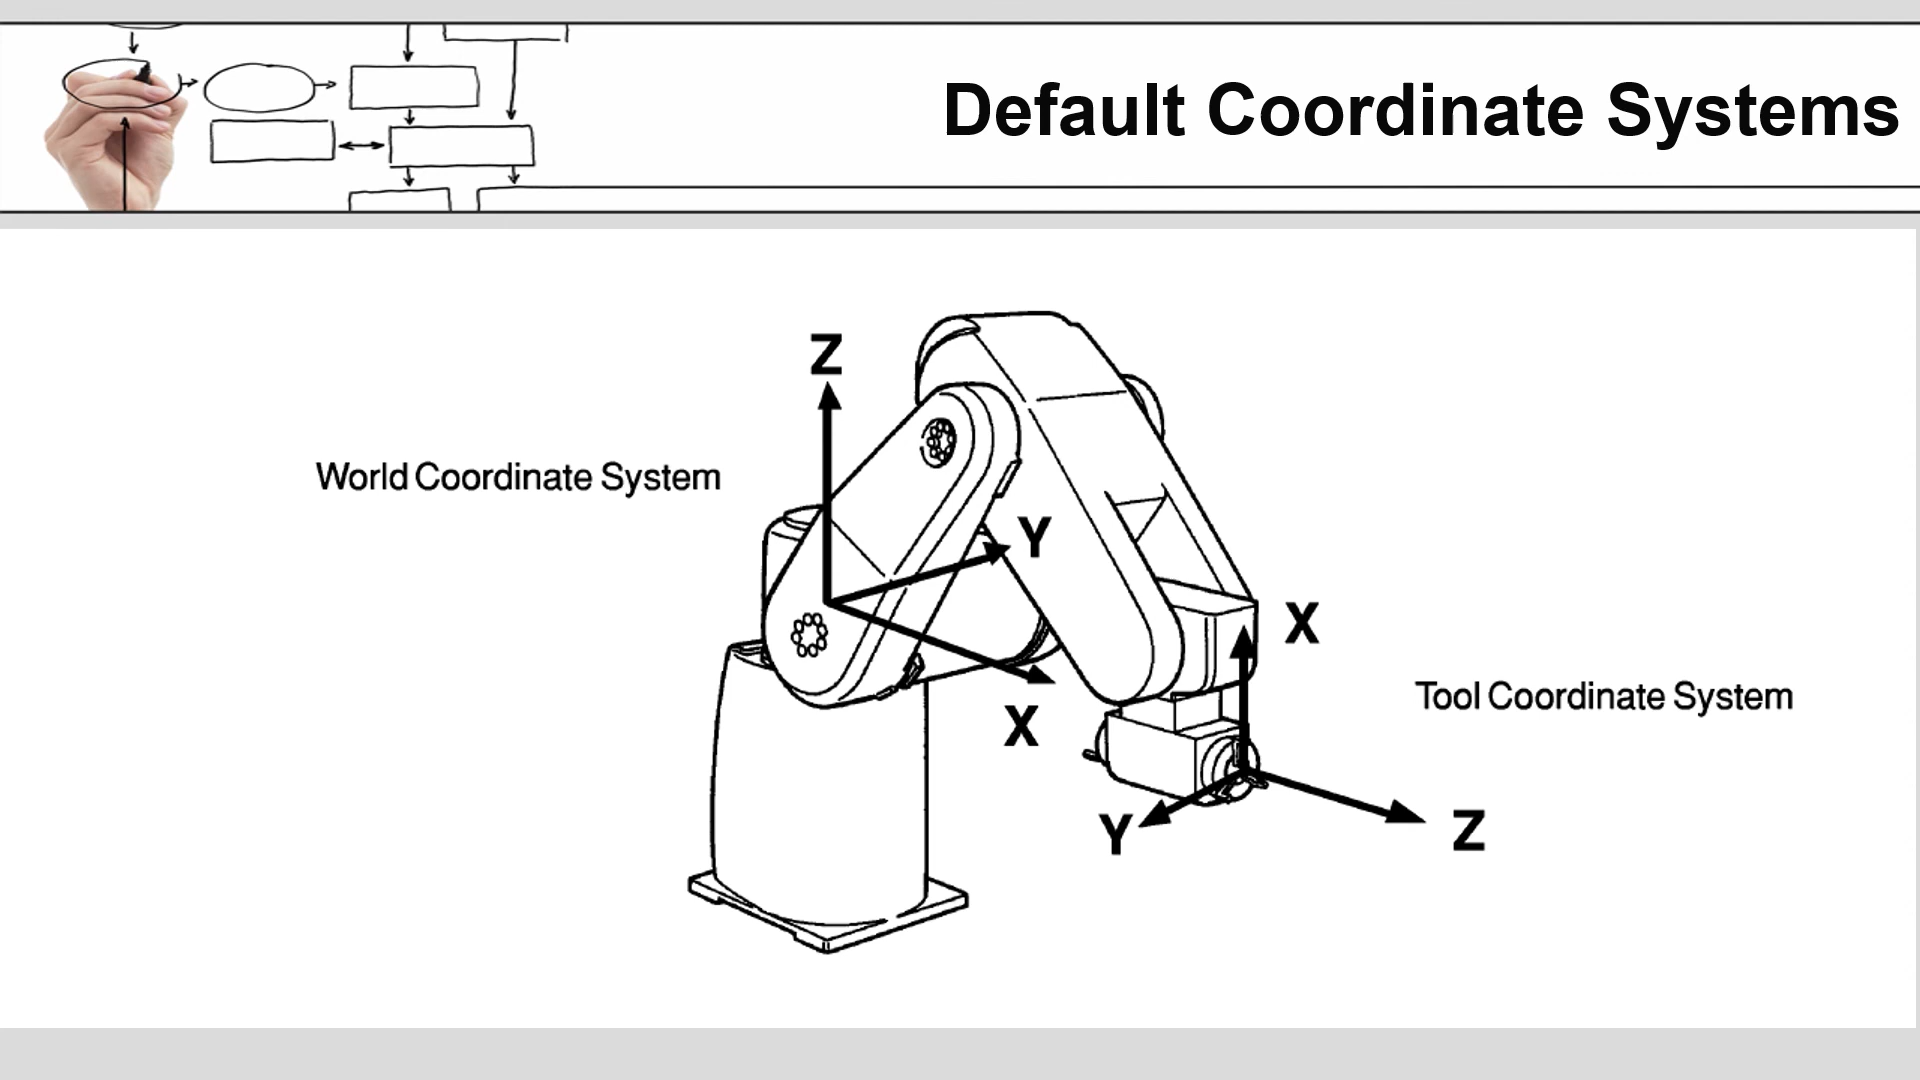 Default Coordinate Systems
Z
World Coordinate System
Y
X
X
Tool Coordinate System
Y
Z